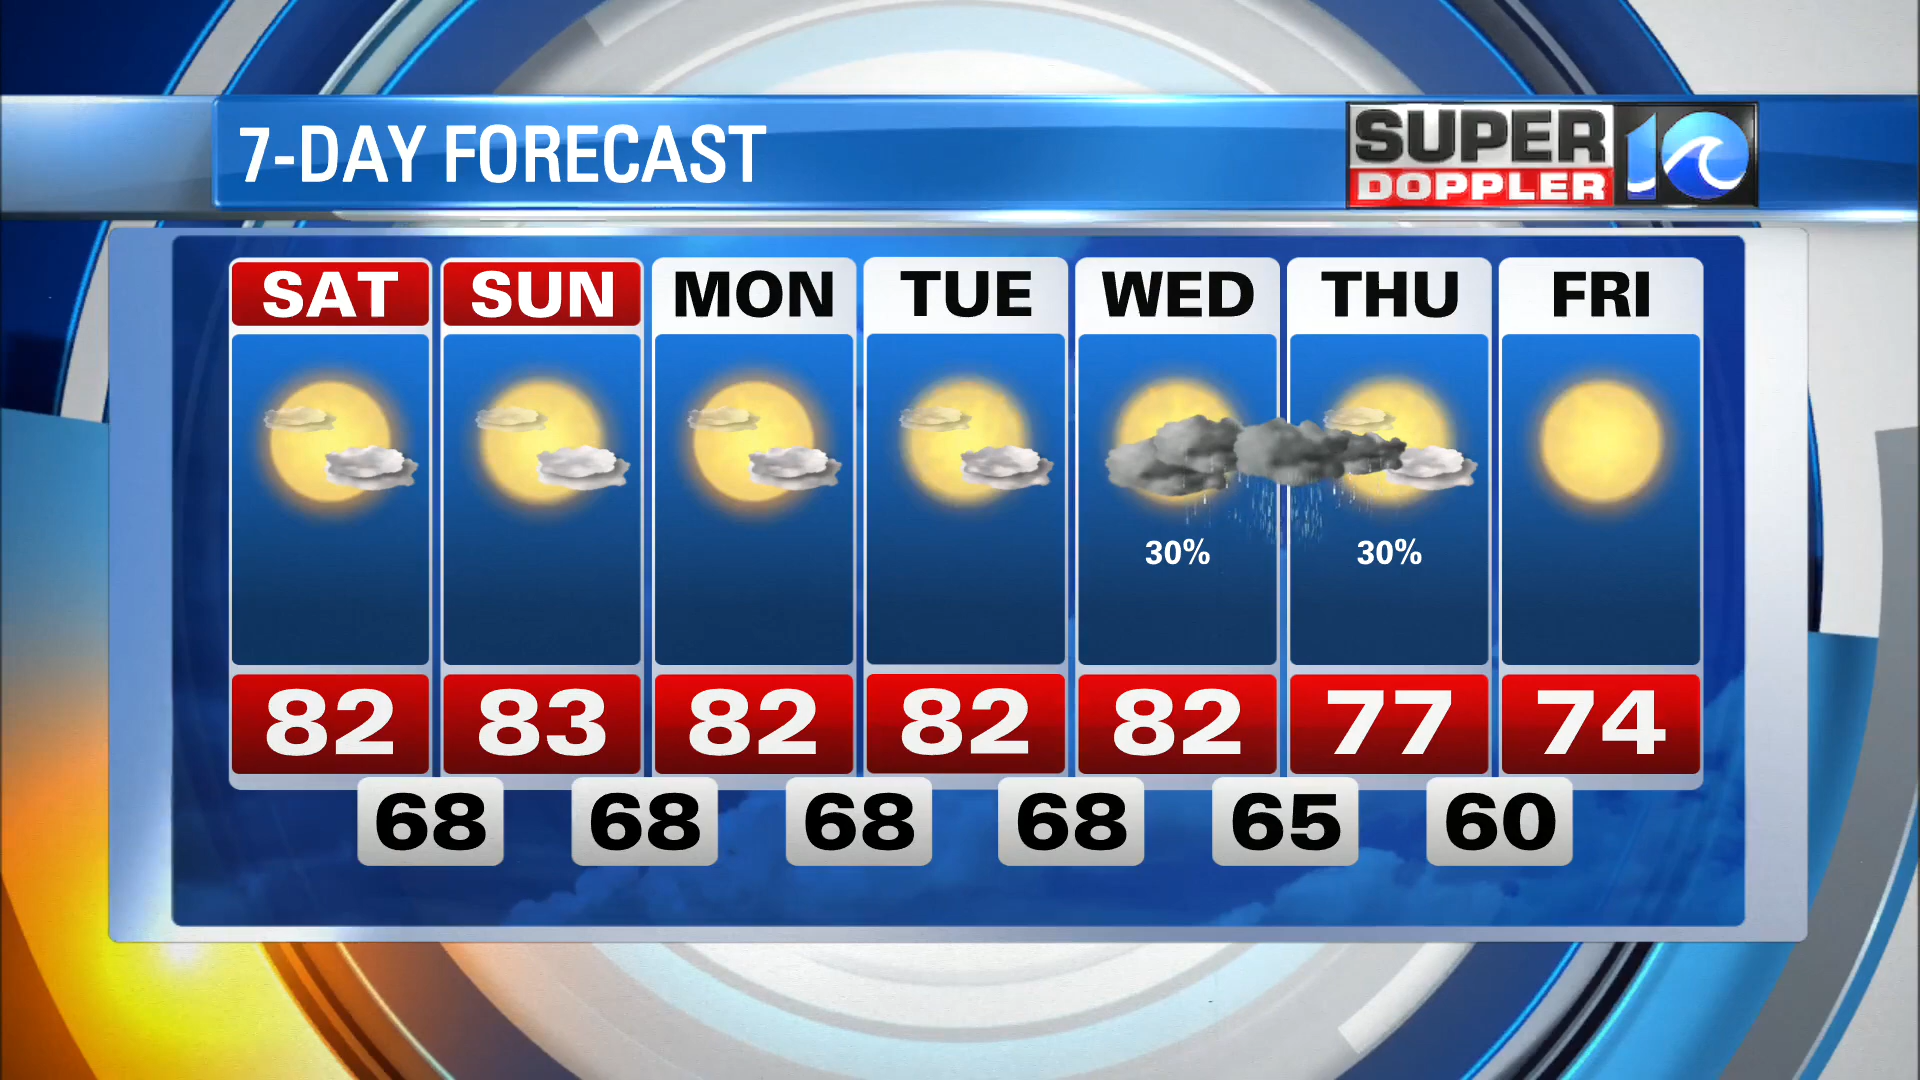 7-DAY FORECAST
SUPER
DOPPLER
10
SAT SUN MON TUE WED THU FRI
30% 30%
82 83 82 82 82 77 74
68 68 68 68 65 60